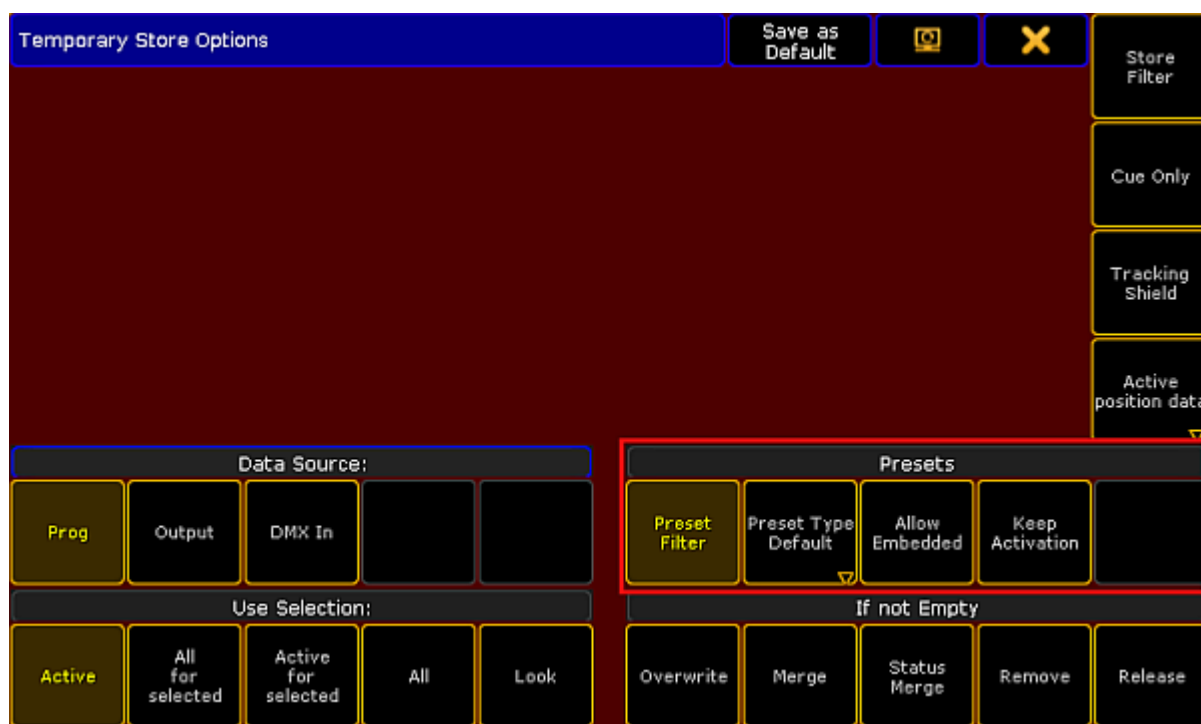 Temporary Store Options
Save as
Default
Store
Filter
Cue Only
Tracking
Shield
Active
position data
Data Source:
Prog
Output
DMX In
Presets
Preset
Filter
Preset Type
Default
Allow
Embedded
Keep
Activation
Use Selection:
Active
All
for
selected
Active
for
selected
All
Look
If not Empty
Overwrite
Merge
Status
Merge
Remove
Release